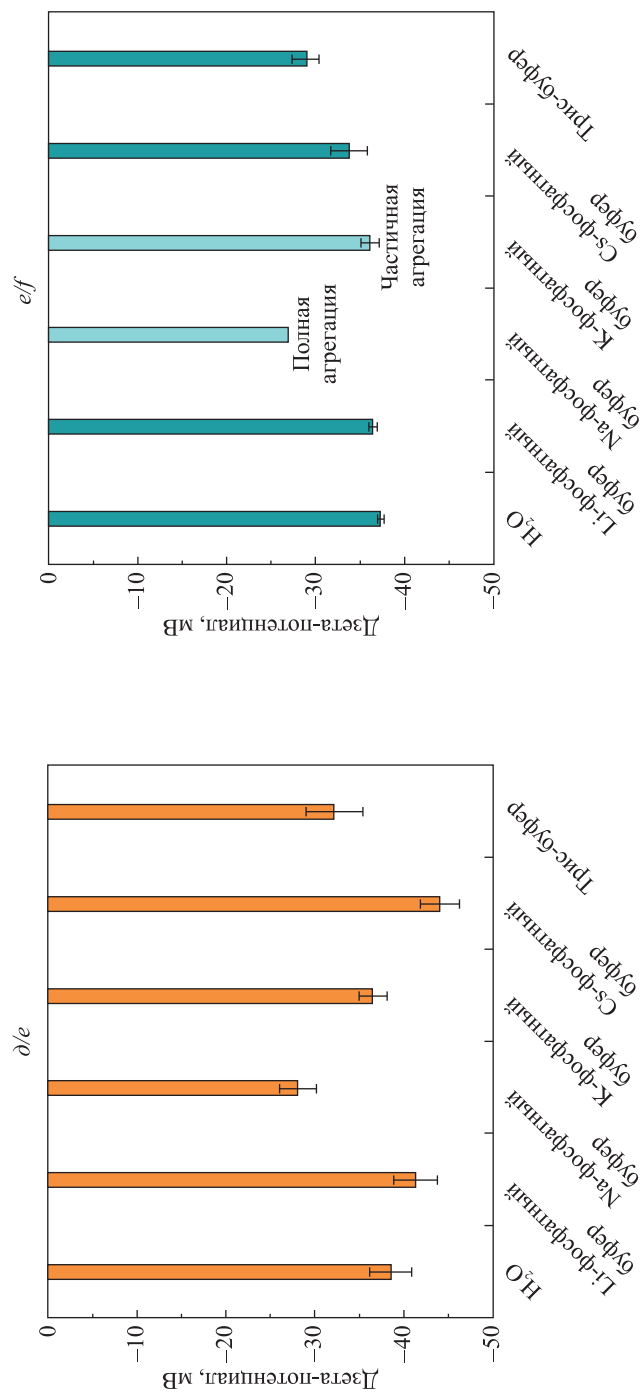 д/e
Дзета-потенциал, мВ
0
−10
−20
−30
−40
−50
H₂O
Li-фосфатный
буфер
Na-фосфатный
буфер
K-фосфатный
буфер
Cs-фосфатный
буфер
Трис-буфер
е/f
Дзета-потенциал, мВ
0
−10
−20
−30
−40
−50
Полная
агрегация
Частичная
агрегация
H₂O
Li-фосфатный
буфер
Na-фосфатный
буфер
K-фосфатный
буфер
Cs-фосфатный
буфер
Трис-буфер